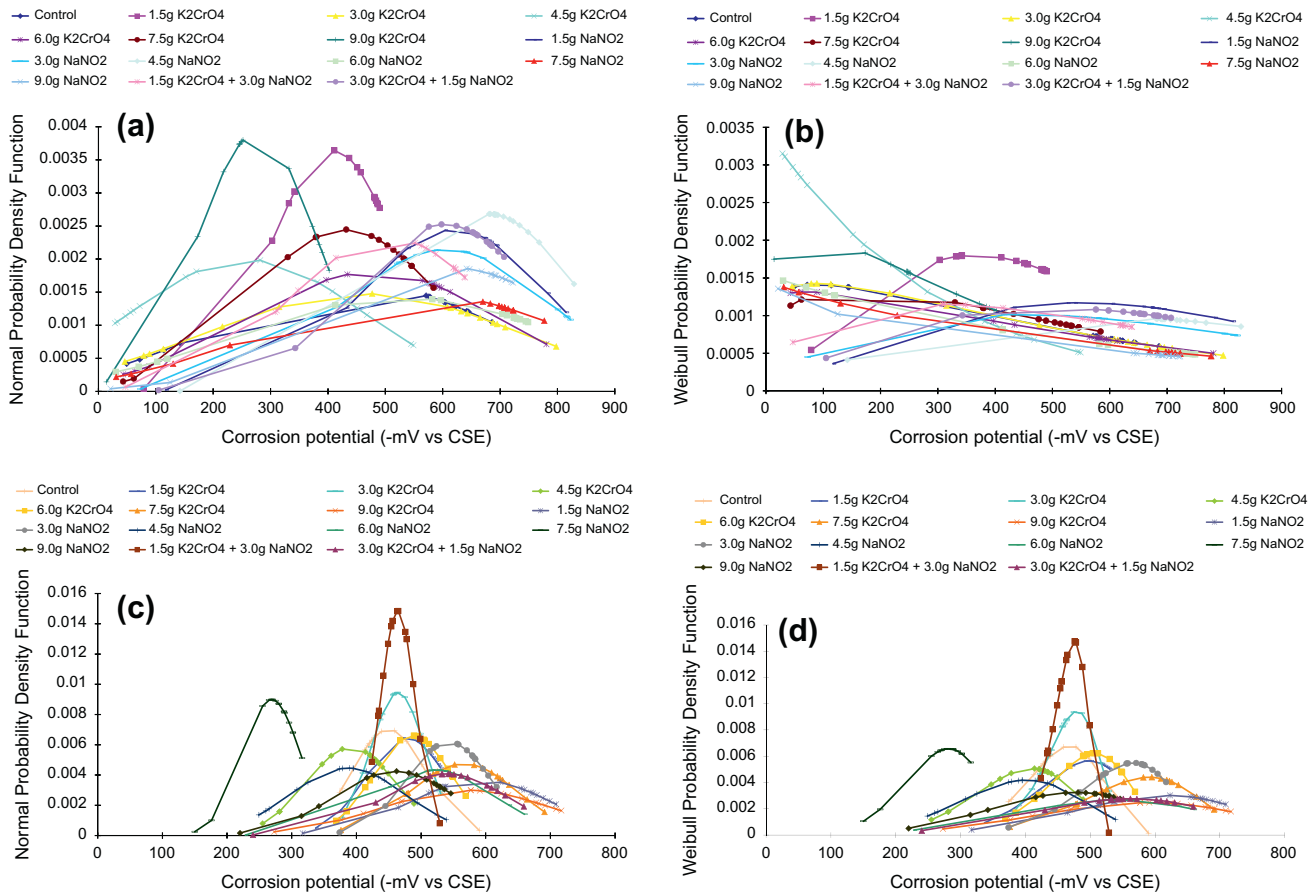 Control 1.5g K2CrO4 3.0g K2CrO4 4.5g K2CrO4
6.0g K2CrO4 7.5g K2CrO4 9.0g K2CrO4 1.5g NaNO2
3.0g NaNO2 4.5g NaNO2 6.0g NaNO2 7.5g NaNO2
9.0g NaNO2 1.5g K2CrO4 + 3.0g NaNO2 3.0g K2CrO4 + 1.5g NaNO2
(a)
Normal Probability Density Function
0.004
0.0035
0.003
0.0025
0.002
0.0015
0.001
0.0005
0
0 100 200 300 400 500 600 700 800 900
Corrosion potential (-mV vs CSE)
Control 1.5g K2CrO4 3.0g K2CrO4 4.5g K2CrO4
6.0g K2CrO4 7.5g K2CrO4 9.0g K2CrO4 1.5g NaNO2
3.0g NaNO2 4.5g NaNO2 6.0g NaNO2 7.5g NaNO2
9.0g NaNO2 1.5g K2CrO4 + 3.0g NaNO2 3.0g K2CrO4 + 1.5g NaNO2
(b)
Weibull Probability Density Function
0.0035
0.003
0.0025
0.002
0.0015
0.001
0.0005
0
0 100 200 300 400 500 600 700 800 900
Corrosion potential (-mV vs CSE)
Control 1.5g K2CrO4 3.0g K2CrO4 4.5g K2CrO4
6.0g K2CrO4 7.5g K2CrO4 9.0g K2CrO4 1.5g NaNO2
3.0g NaNO2 4.5g NaNO2 6.0g NaNO2 7.5g NaNO2
9.0g NaNO2 1.5g K2CrO4 + 3.0g NaNO2 3.0g K2CrO4 + 1.5g NaNO2
(c)
Normal Probability Density Function
0.016
0.014
0.012
0.01
0.008
0.006
0.004
0.002
0
0 100 200 300 400 500 600 700 800
Corrosion potential (-mV vs CSE)
Control 1.5g K2CrO4 3.0g K2CrO4 4.5g K2CrO4
6.0g K2CrO4 7.5g K2CrO4 9.0g K2CrO4 1.5g NaNO2
3.0g NaNO2 4.5g NaNO2 6.0g NaNO2 7.5g NaNO2
9.0g NaNO2 1.5g K2CrO4 + 3.0g NaNO2 3.0g K2CrO4 + 1.5g NaNO2
(d)
Weibull Probability Density Function
0.016
0.014
0.012
0.01
0.008
0.006
0.004
0.002
0
0 100 200 300 400 500 600 700 800
Corrosion potential (-mV vs CSE)